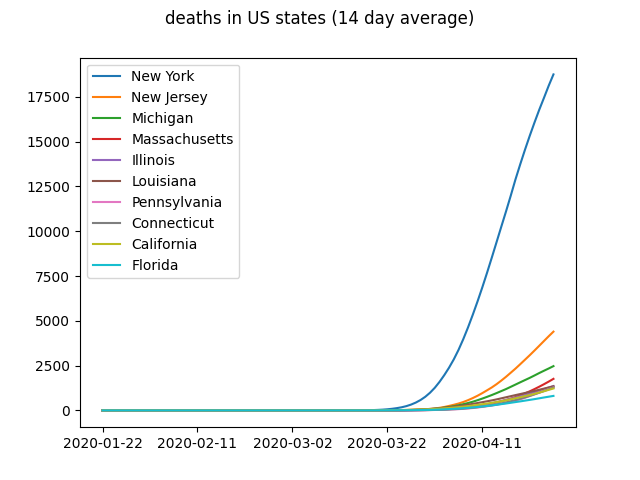 deaths in US states (14 day average)
New York
New Jersey
Michigan
Massachusetts
Illinois
Louisiana
Pennsylvania
Connecticut
California
Florida
17500
15000
12500
10000
7500
5000
2500
0
2020-01-22 2020-02-11 2020-03-02 2020-03-22 2020-04-11